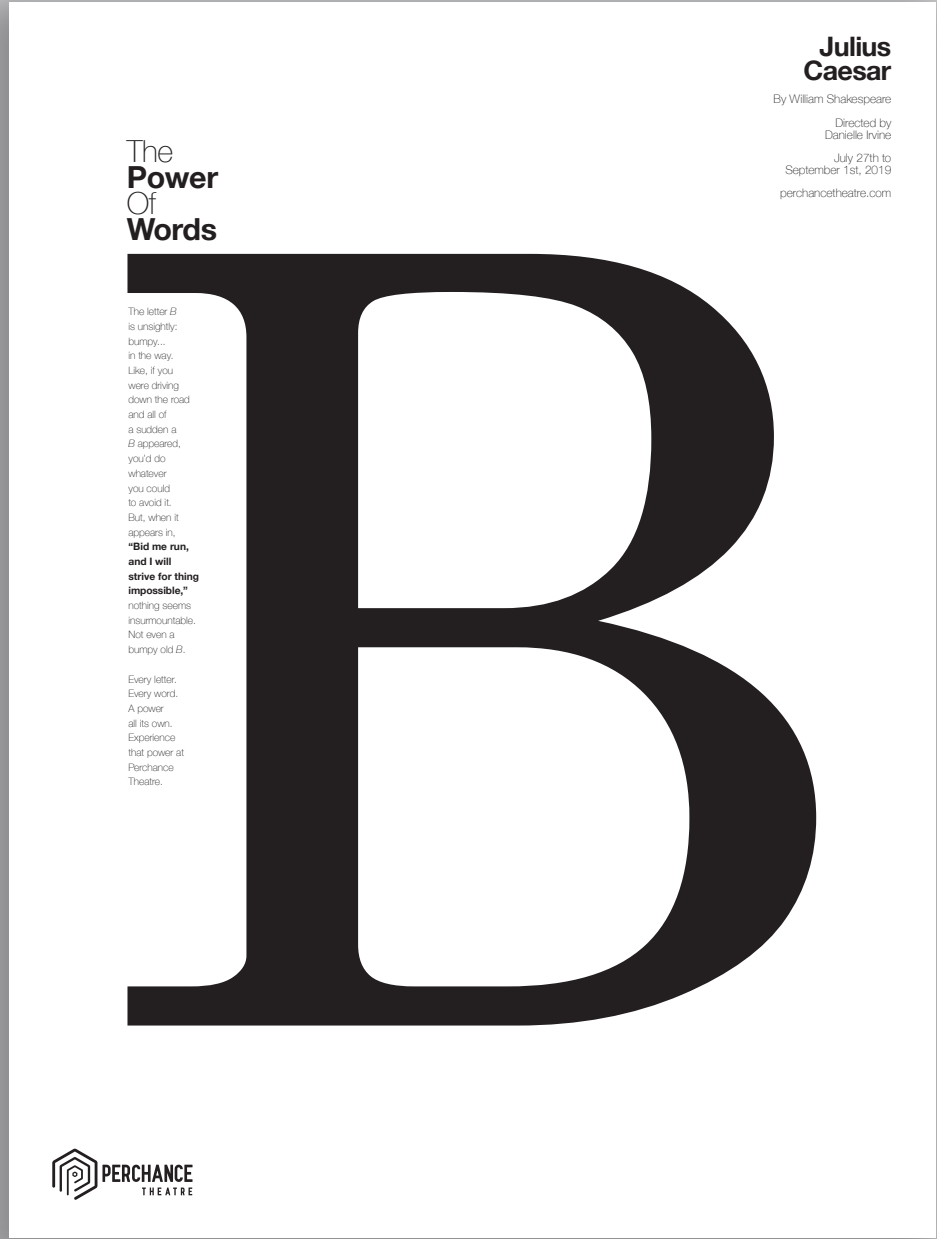 Julius
Caesar
By William Shakespeare
Directed by
Danielle Irvine
July 27th to
September 1st, 2019
perchancetheatre.com
The
Power
Of
Words
B
The letter B
is unsightly:
bumpy...
in the way.
Like, if you
were driving
down the road
and all of
a sudden a
B appeared,
you'd do
whatever
you could
to avoid it.
But, when it
appears in,
“Bid me run,
and I will
strive for thing
impossible,”
nothing seems
insurmountable.
Not even a
bumpy old B.
Every letter.
Every word.
A power
all its own.
Experience
that power at
Perchance
Theatre.
PERCHANCE
THEATRE